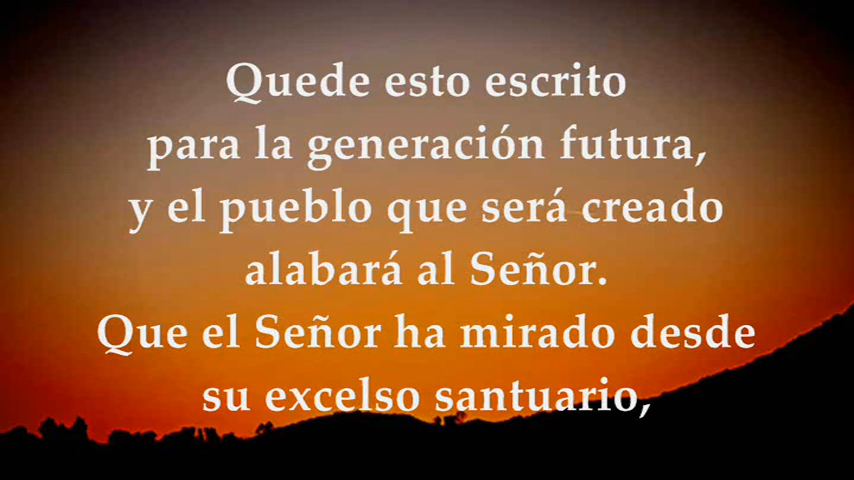 Quede esto escrito
para la generación futura,
y el pueblo que será creado
alabará al Señor.
Que el Señor ha mirado desde
su excelso santuario,